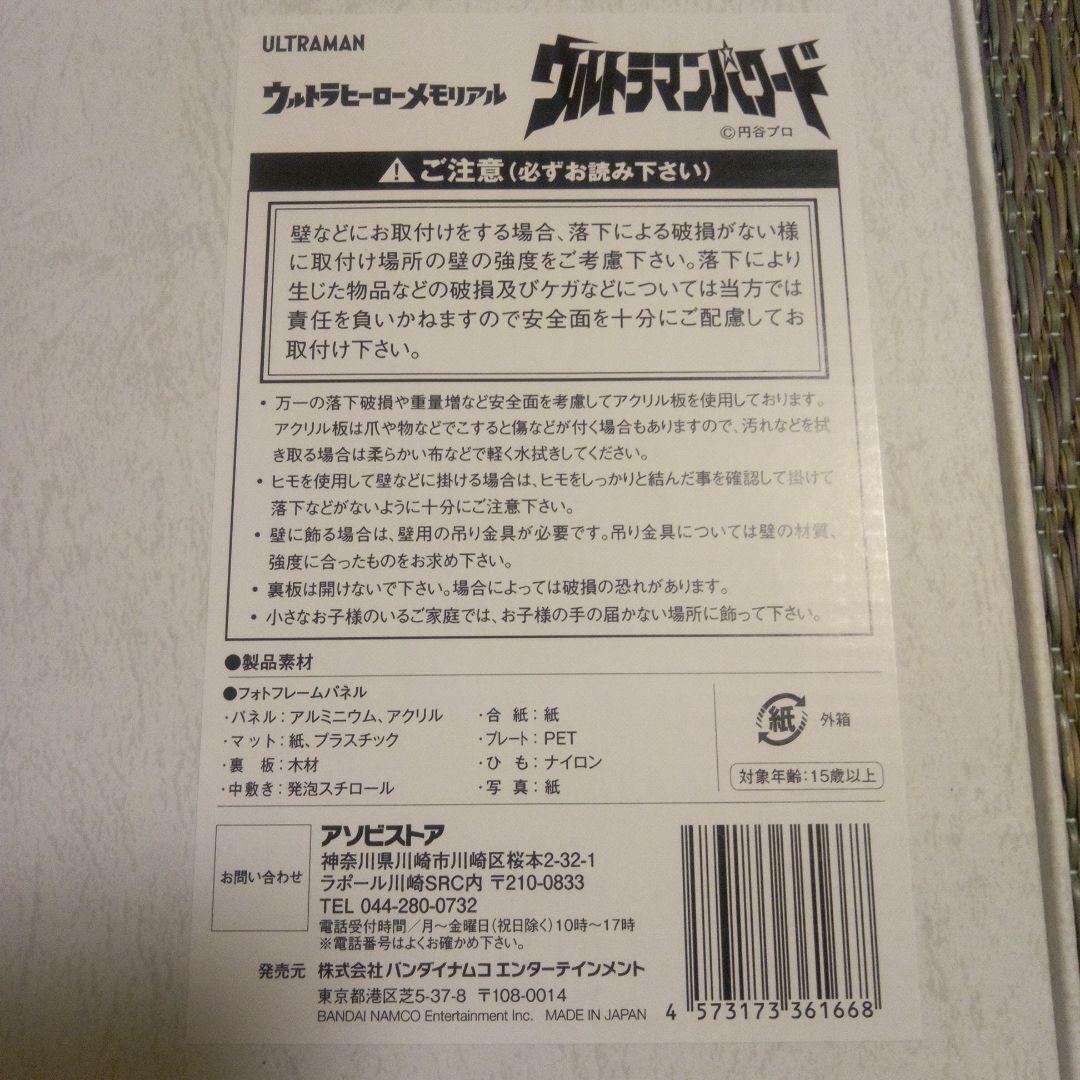 ULTRAMAN
ウルトラヒーローメモリアル
ウルトラマンパワード
©円谷プロ
ご注意(必ずお読み下さい)
壁などにお取付けをする場合、落下による破損がない様
に取付け場所の壁の強度をご考慮下さい。落下により
生じた物品などの破損及びケガなどについては当方では
責任を負いかねますので安全面を十分にご配慮してお
取付け下さい。
・万一の落下破損や重量増など安全面を考慮してアクリル板を使用しております。
アクリル板は爪や物などでこすると傷などが付く場合もありますので、汚れなどを拭
き取る場合は柔らかい布などで軽く水拭きしてください。
・ヒモを使用して壁などに掛ける場合は、ヒモをしっかりと結んだ事を確認して掛けて
落下などがないように十分にご注意下さい。
・壁に飾る場合は、壁用の吊り金具が必要です。吊り金具については壁の材質、
強度に合ったものをお求め下さい。
・裏板は開けないで下さい。場合によっては破損の恐れがあります。
・小さなお子様のいるご家庭では、お子様の手の届かない場所に飾って下さい。
●製品素材
●フォトフレームパネル
・パネル:アルミニウム、アクリル
・マット:紙、プラスチック
・裏 板:木材
・中敷き:発泡スチロール
・合 紙:紙
・プレート:PET
・ひ も:ナイロン
・写 真:紙
紙 外箱
対象年齢:15歳以上
お問い合わせ
アソビストア
神奈川県川崎市川崎区桜本2-32-1
ラポール川崎SRC内 〒210-0833
TEL 044-280-0732
電話受付時間/月〜金曜日(祝日除く)10時〜17時
※電話番号はよくお確かめ下さい。
発売元 株式会社バンダイナムコエンターテインメント
東京都港区芝5-37-8 〒108-0014
BANDAI NAMCO Entertainment Inc. MADE IN JAPAN
4 573173 361668